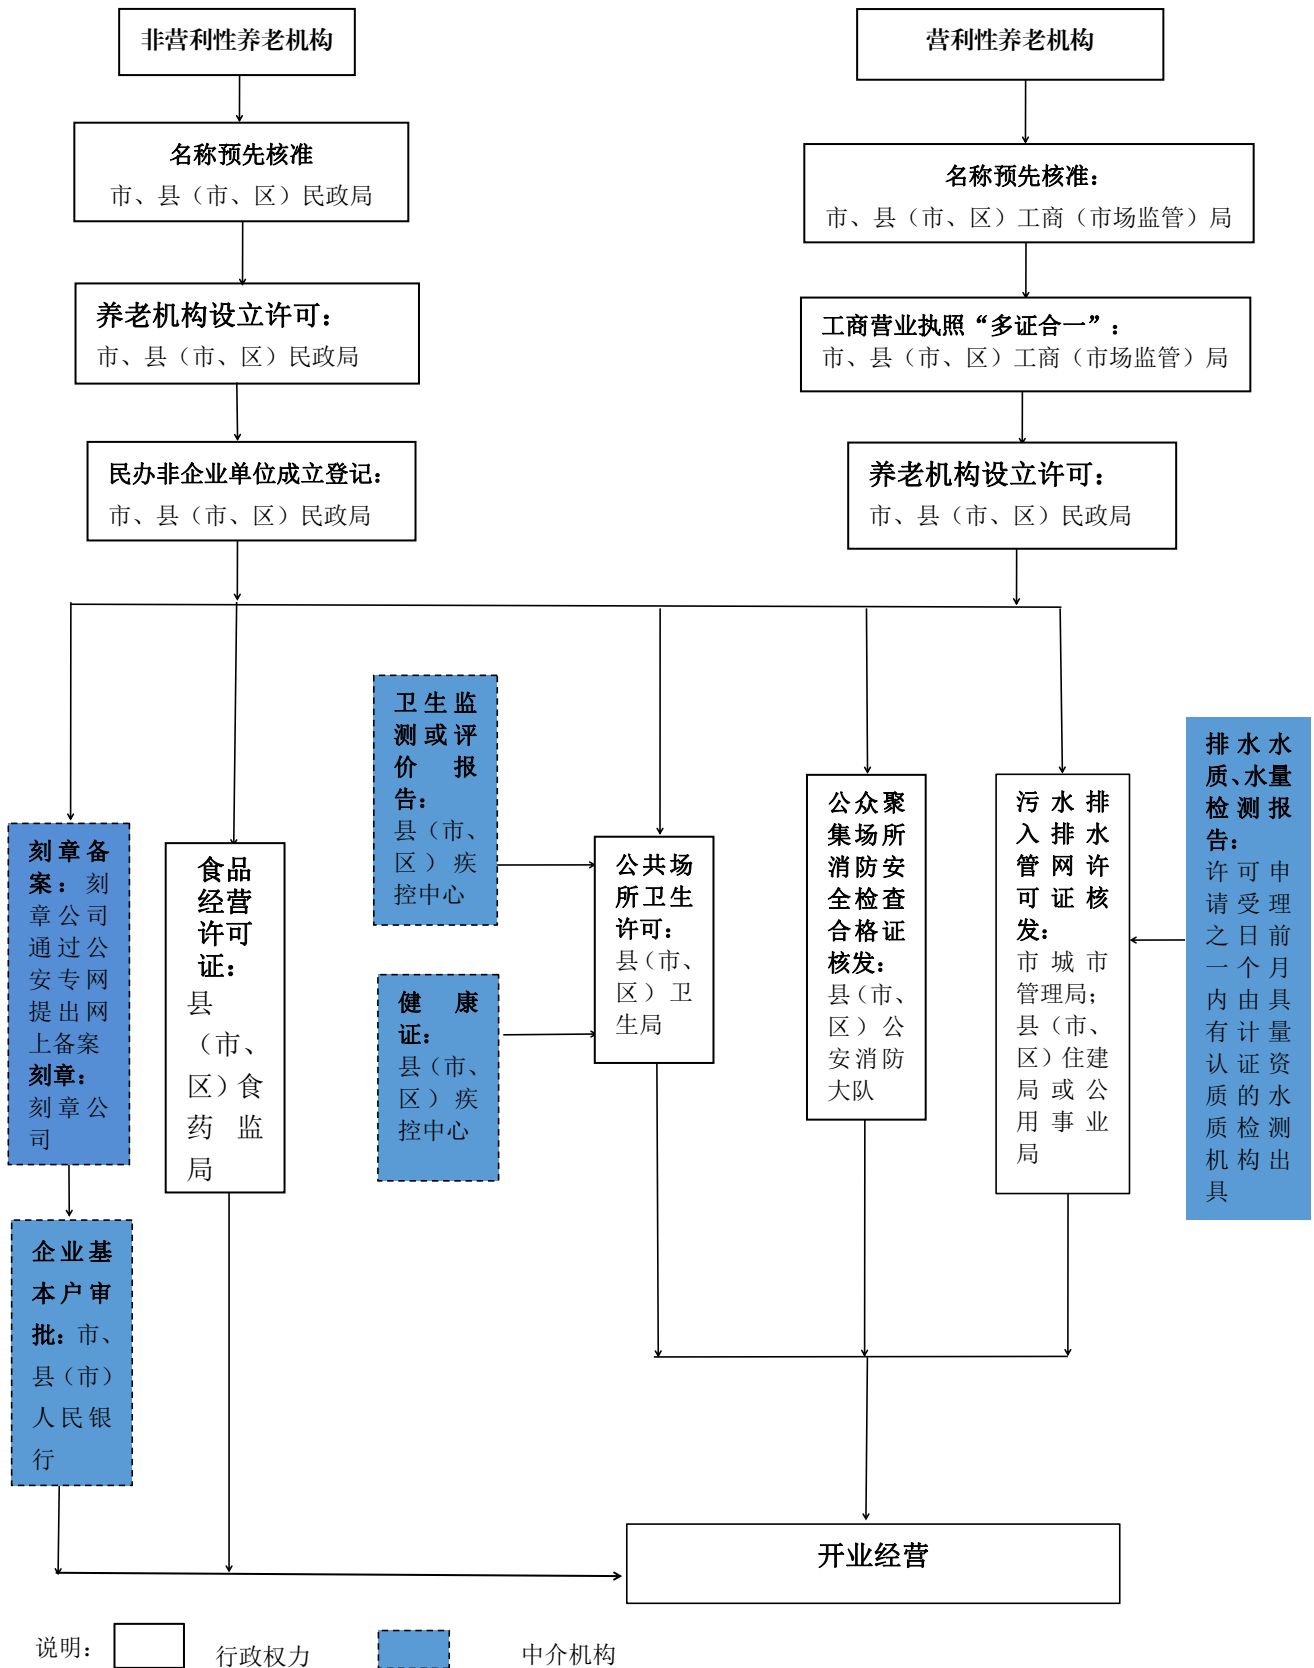 非营利性养老机构
营利性养老机构
名称预先核准
市、县（市、区）民政局
名称预先核准：
市、县（市、区）工商（市场监管）局
养老机构设立许可：
市、县（市、区）民政局
工商营业执照“多证合一”：
市、县（市、区）工商（市场监管）局
民办非企业单位成立登记：
市、县（市、区）民政局
养老机构设立许可：
市、县（市、区）民政局
刻章备
案：刻
章公司
通过公
安专网
提出网
上备案
刻章：
刻章公
司
企业基
本户审
批：市、
县（市）
人民银
行
食品
经营
许可
证：
县
（市、
区）食
药监
局
卫生监
测或评
价报
告：
县（市、
区）疾
控中心
健康
证：
县（市、
区）疾
控中心
公共场
所卫生
许可：
县（市、
区）卫
生局
公众聚
集场所
消防安
全检查
合格证
核发：
县（市、
区）公
安消防
大队
污水排
入排水
管网许
可证核
发：
市城市
管理局；
县（市、
区）住建
局或公
用事业
局
排水水
质、水量
检测报
告：
许可申
请受理
之日前
一个月
内由具
有计量
认证资
质的水
质检测
机构出
具
开业经营
说明：
行政权力
中介机构